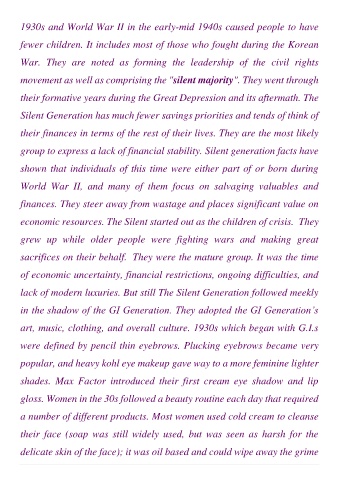 1930s and World War II in the early-mid 1940s caused people to have
fewer children. It includes most of those who fought during the Korean
War. They are noted as forming the leadership of the civil rights
movement as well as comprising the "silent majority". They went through
their formative years during the Great Depression and its aftermath. The
Silent Generation has much fewer savings priorities and tends of think of
their finances in terms of the rest of their lives. They are the most likely
group to express a lack of financial stability. Silent generation facts have
shown that individuals of this time were either part of or born during
World War II, and many of them focus on salvaging valuables and
finances. They steer away from wastage and places significant value on
economic resources. The Silent started out as the children of crisis. They
grew up while older people were fighting wars and making great
sacrifices on their behalf. They were the mature group. It was the time
of economic uncertainty, financial restrictions, ongoing difficulties, and
lack of modern luxuries. But still The Silent Generation followed meekly
in the shadow of the GI Generation. They adopted the GI Generation's
art, music, clothing, and overall culture. 1930s which began with G.I.s
were defined by pencil thin eyebrows. Plucking eyebrows became very
popular, and heavy kohl eye makeup gave way to a more feminine lighter
shades. Max Factor introduced their first cream eye shadow and lip
gloss. Women in the 30s followed a beauty routine each day that required
a number of different products. Most women used cold cream to cleanse
their face (soap was still widely used, but was seen as harsh for the
delicate skin of the face); it was oil based and could wipe away the grime